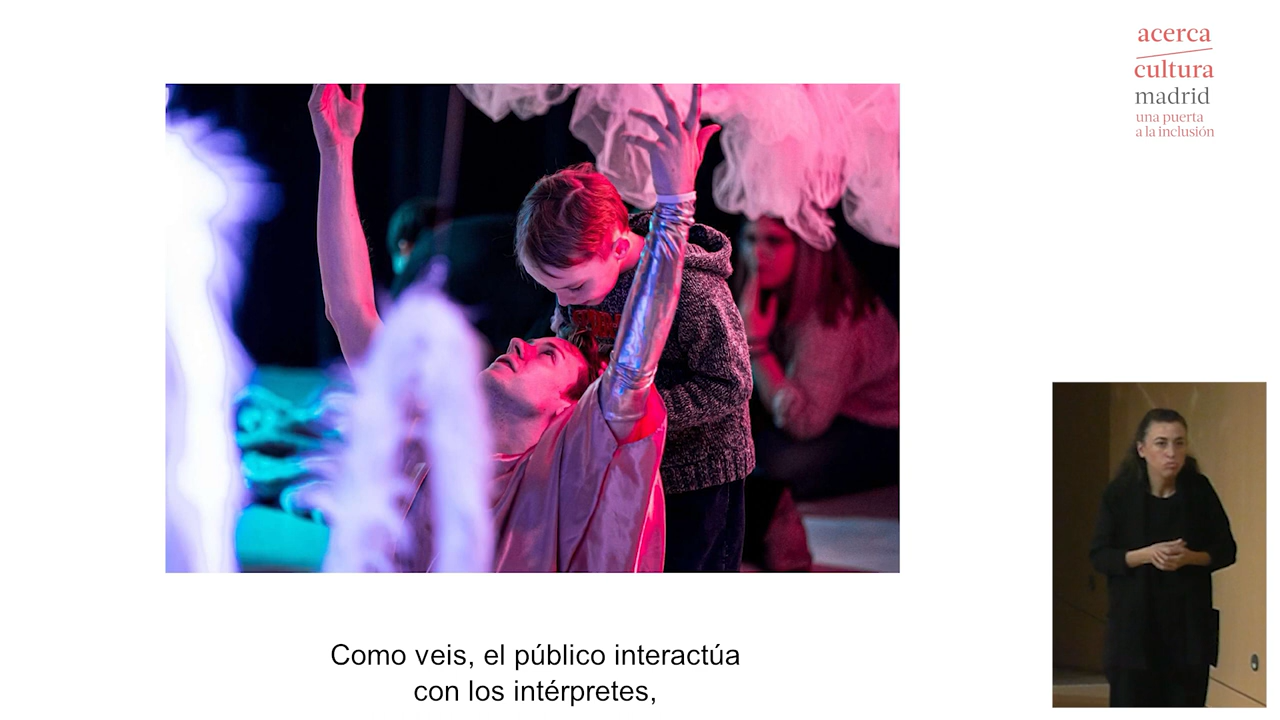 acerca
cultura
madrid
una puerta
a la inclusión
Como veis, el público interactúa
con los intérpretes,